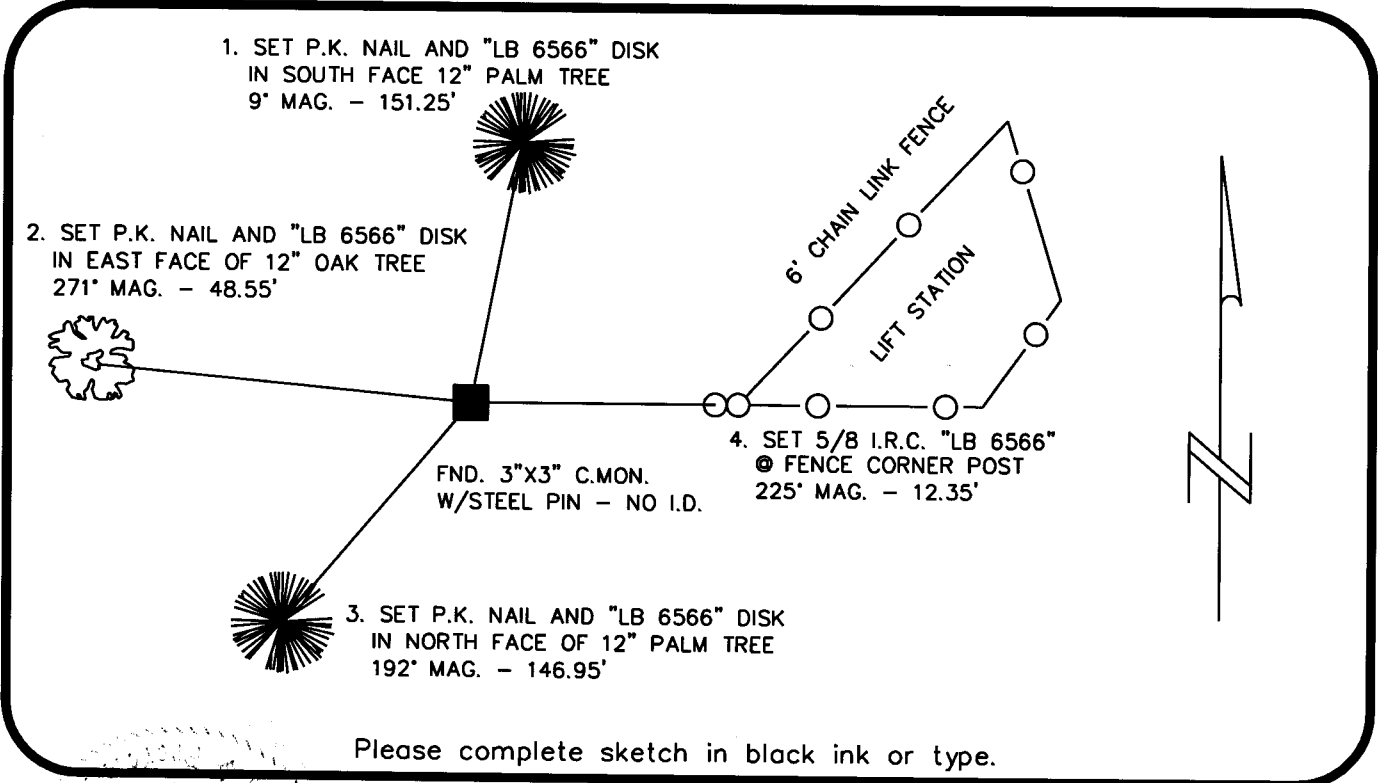 1. SET P.K. NAIL AND "LB 6566" DISK
IN SOUTH FACE 12" PALM TREE
9° MAG. - 151.25'
2. SET P.K. NAIL AND "LB 6566" DISK
IN EAST FACE OF 12" OAK TREE
271° MAG. - 48.55'
6' CHAIN LINK FENCE
LIFT STATION
4. SET 5/8 I.R.C. "LB 6566"
@ FENCE CORNER POST
225° MAG. - 12.35'
FND. 3"X3" C.MON.
W/STEEL PIN - NO I.D.
N
3. SET P.K. NAIL AND "LB 6566" DISK
IN NORTH FACE OF 12" PALM TREE
192° MAG. - 146.95'
Please complete sketch in black ink or type.